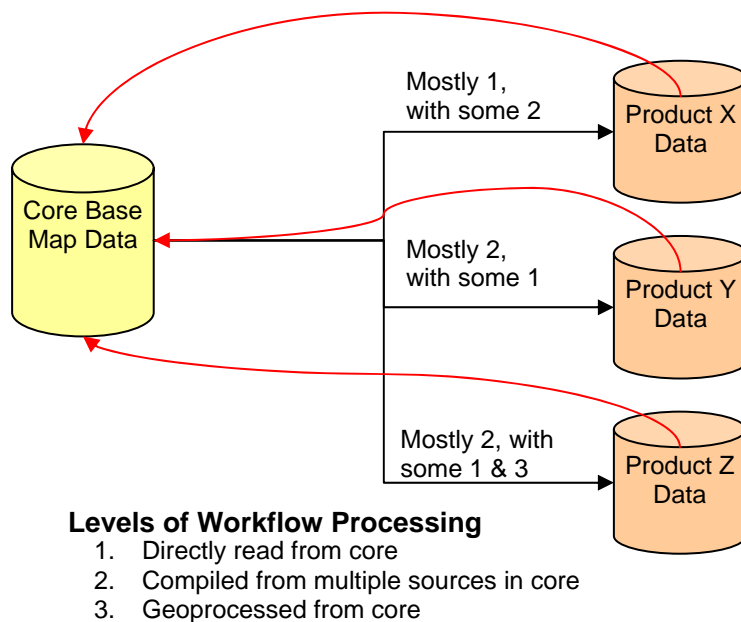 Mostly 1,
with some 2
Product X
Data
Core Base
Map Data
Mostly 2,
with some 1
Product Y
Data
Mostly 2, with
some 1 & 3
Product Z
Data
Levels of Workflow Processing
1. Directly read from core
2. Compiled from multiple sources in core
3. Geoprocessed from core